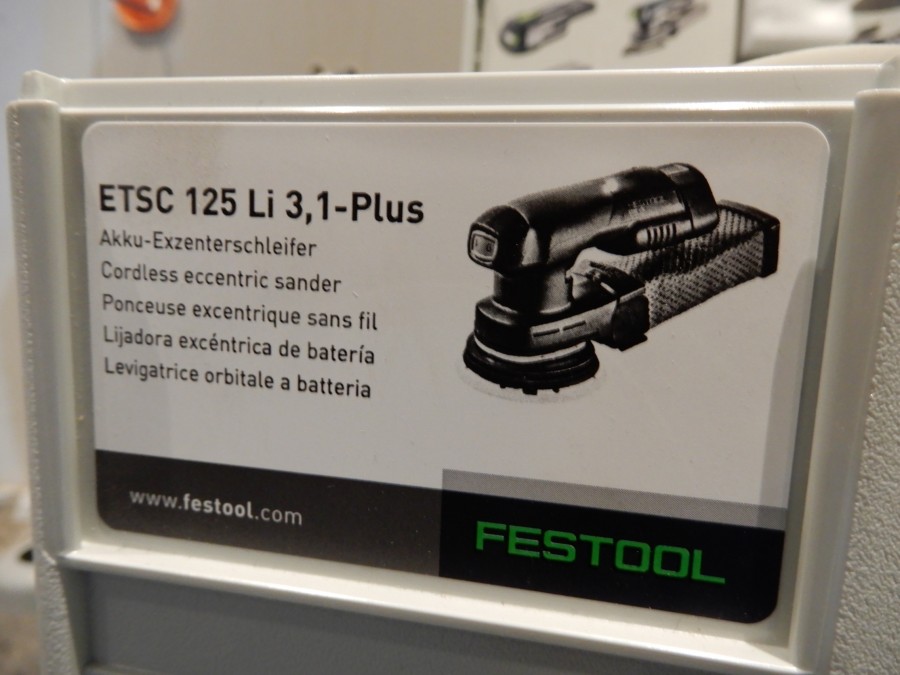 ETSC 125 Li 3,1-Plus
Akku-Exzenterschleifer
Cordless eccentric sander
Ponceuse excentrique sans fil
Lijadora excéntrica de batería
Levigatrice orbitale a batteria
www.festool.com
FESTOOL